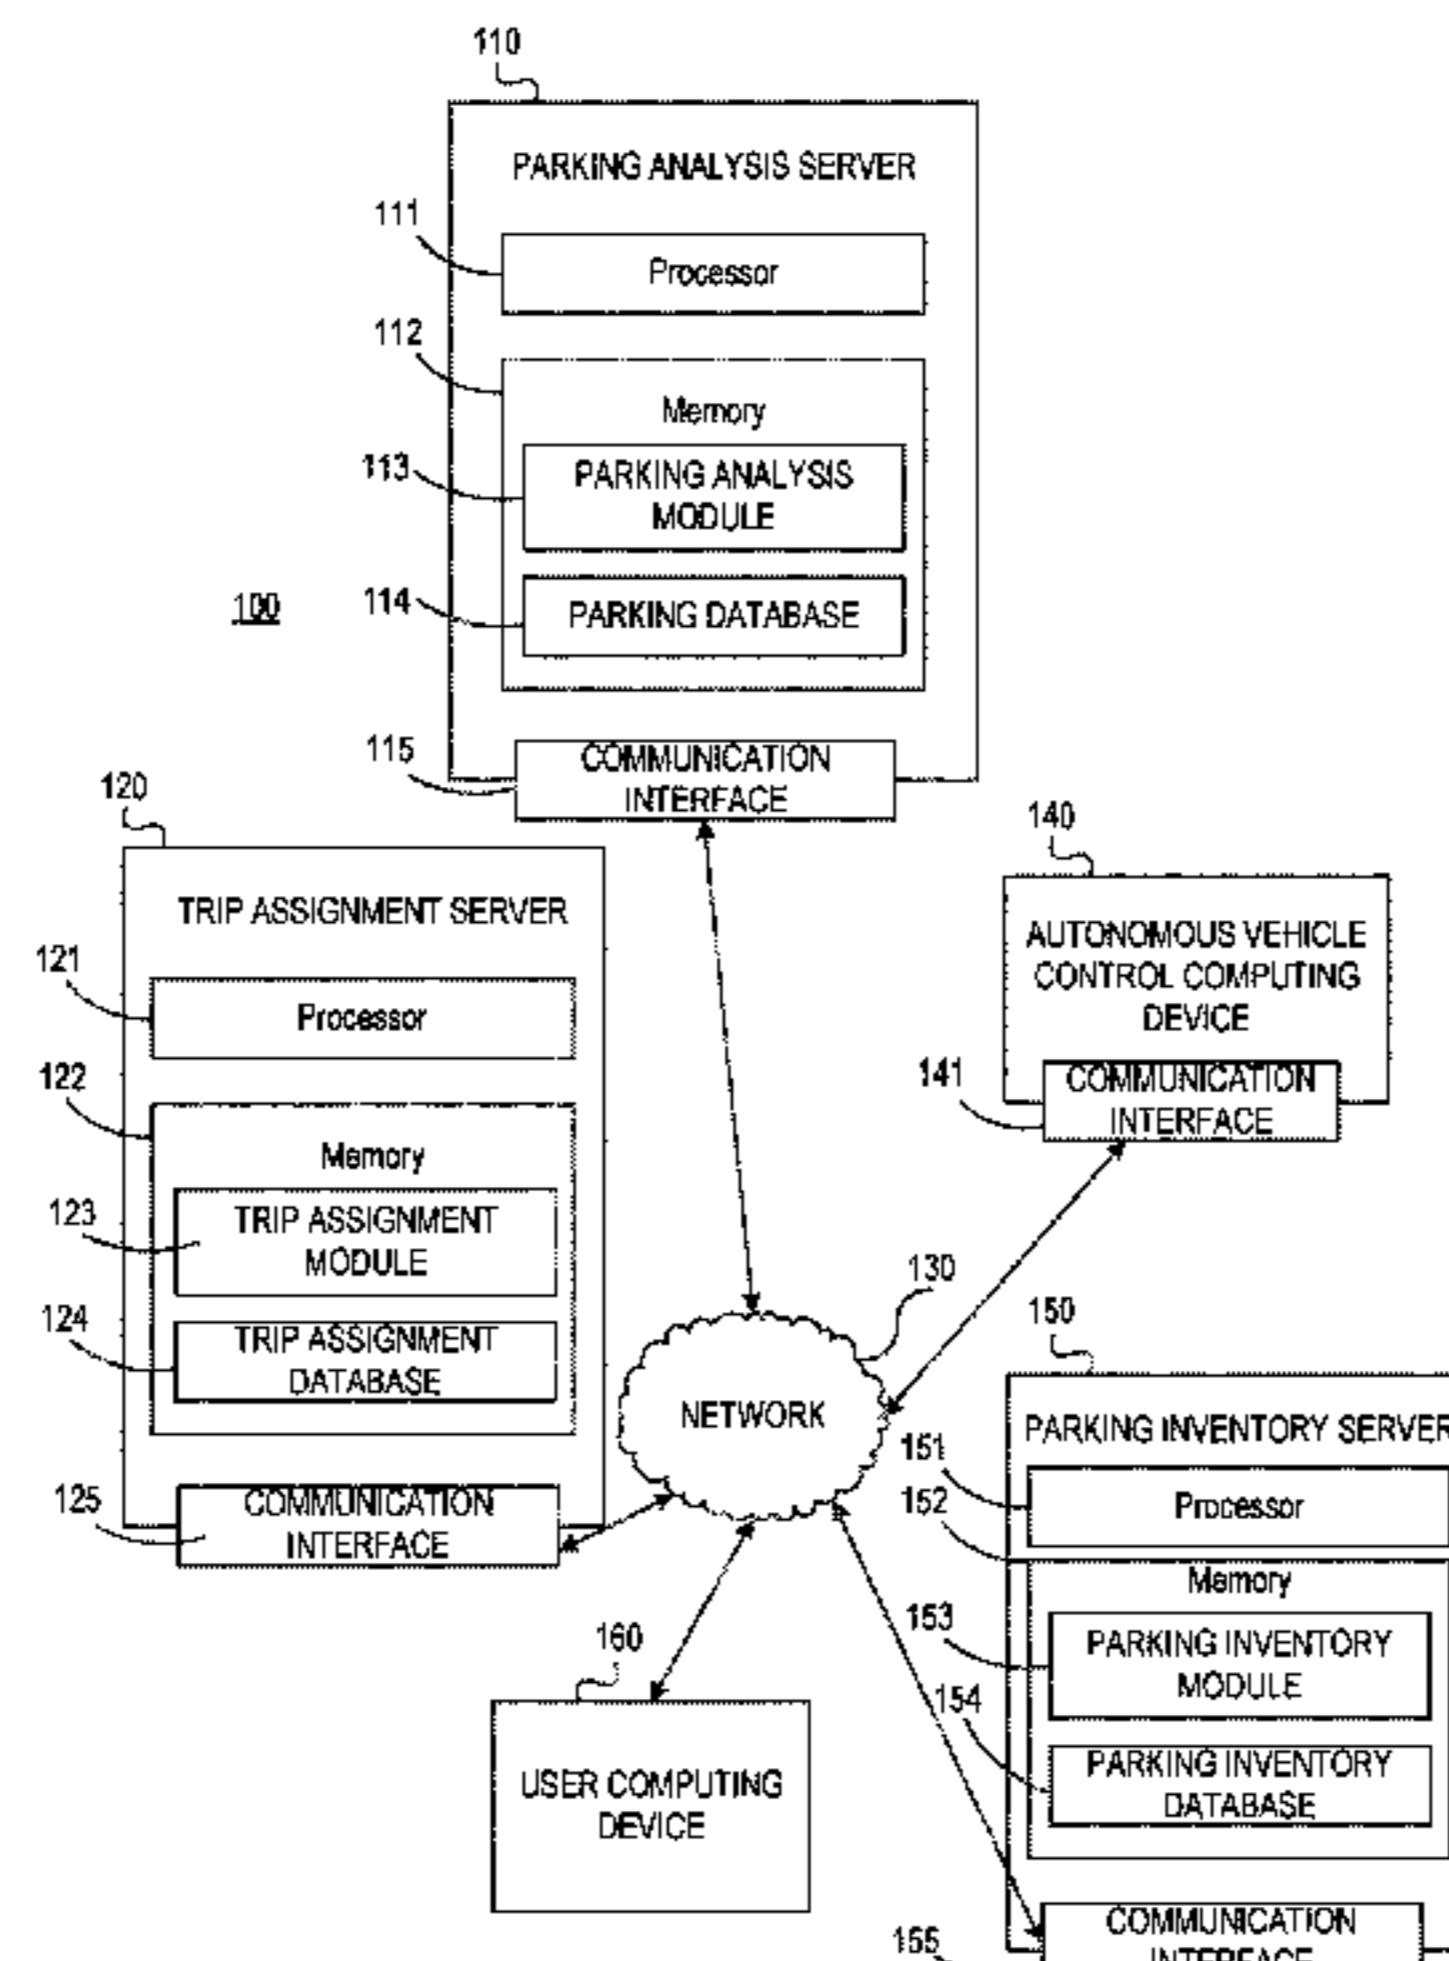 110
PARKING ANALYSIS SERVER
111
Processor
112
Memory
113
PARKING ANALYSIS
MODULE
100
114
PARKING DATABASE
115
COMMUNICATION
INTERFACE
120
TRIP ASSIGNMENT SERVER
121
Processor
122
Memory
123
TRIP ASSIGNMENT
MODULE
124
TRIP ASSIGNMENT
DATABASE
125
COMMUNICATION
INTERFACE
140
AUTONOMOUS VEHICLE
CONTROL COMPUTING
DEVICE
141
COMMUNICATION
INTERFACE
130
NETWORK
150
PARKING INVENTORY SERVER
151
Processor
152
Memory
153
PARKING INVENTORY
MODULE
154
PARKING INVENTORY
DATABASE
155
COMMUNICATION
INTERFACE
160
USER COMPUTING
DEVICE